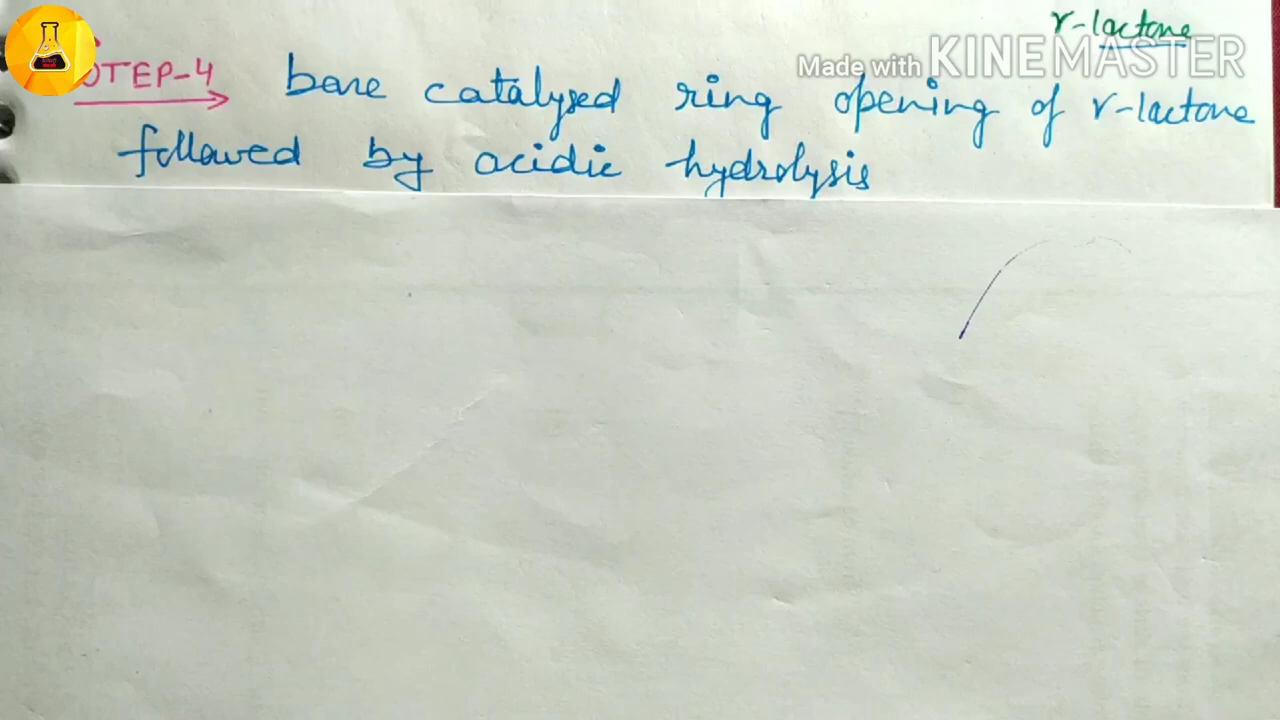 r-lactone
Made with KINEMASTER
STEP-4 base catalysed ring opening of r-lactone
followed by acidic hydrolysis